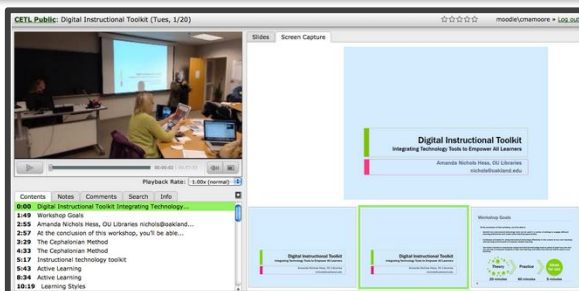 CETL Public: Digital Instructional Toolkit (Tues, 1/20)
moodle\cmemoore • Log out
Slides
Screen Capture
Playback Rate: 1.00x (normal)
Contents
Notes
Comments
Search
Info
0:00 Digital Instructional Toolkit Integrating Technology...
1:49 Workshop Goals
2:55 Amanda Nichols Hess, OU Libraries nichols@oakland...
2:57 At the conclusion of this workshop, you'll be able...
3:29 The Cephalonian Method
4:33 The Cephalonian Method
5:17 Instructional technology toolkit
5:43 Active Learning
8:34 Active Learning
10:19 Learning Styles
Digital Instructional Toolkit
Integrating Technology Tools to Empower All Learners
Amanda Nichols Hess, OU Libraries
nichols@oakland.edu
Digital Instructional Toolkit
Digital Instructional Toolkit
Workshop Goals
Theory
Practice
20 minutes